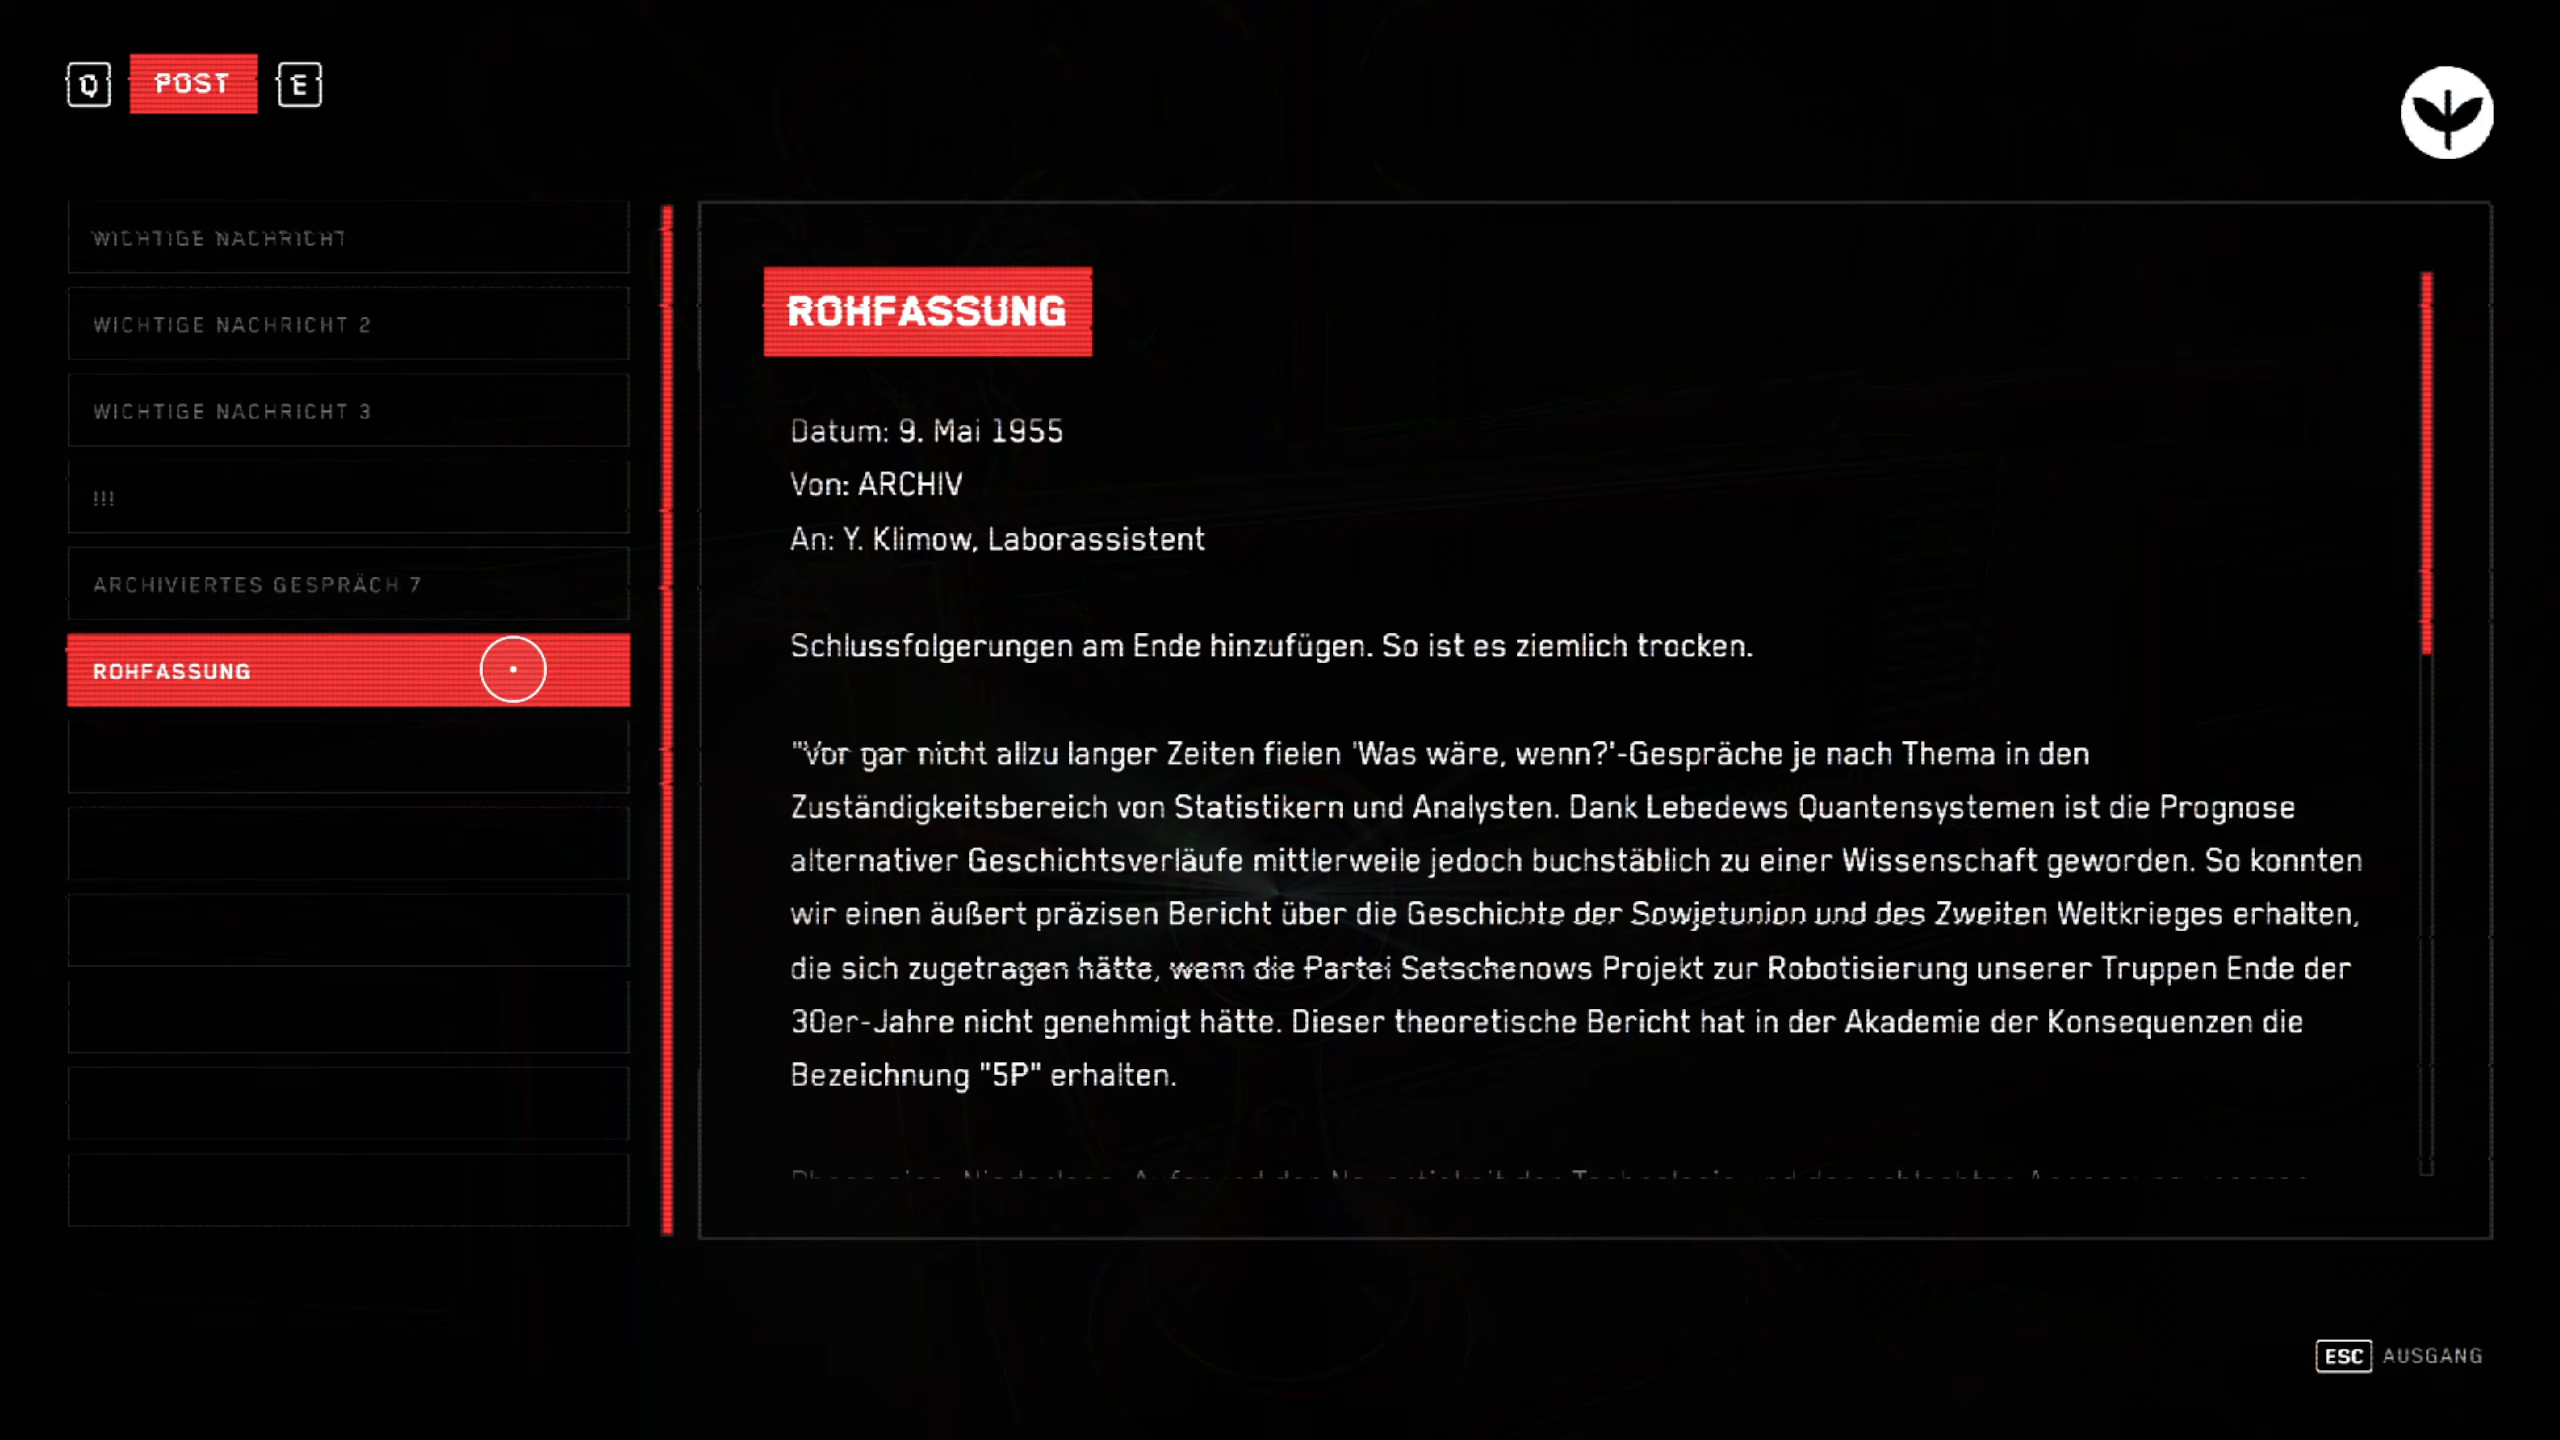 Q POST E
WICHTIGE NACHRICHT
WICHTIGE NACHRICHT 2
WICHTIGE NACHRICHT 3
!!!
ARCHIVIERTES GESPRÄCH 7
ROHFASSUNG
ROHFASSUNG
Datum: 9. Mai 1955
Von: ARCHIV
An: Y. Klimow, Laborassistent
Schlussfolgerungen am Ende hinzufügen. So ist es ziemlich trocken.
"Vor gar nicht allzu langer Zeiten fielen 'Was wäre, wenn?'-Gespräche je nach Thema in den
Zuständigkeitsbereich von Statistikern und Analysten. Dank Lebedews Quantensystemen ist die Prognose
alternativer Geschichtsverläufe mittlerweile jedoch buchstäblich zu einer Wissenschaft geworden. So konnten
wir einen äußert präzisen Bericht über die Geschichte der Sowjetunion und des Zweiten Weltkrieges erhalten,
die sich zugetragen hätte, wenn die Partei Setschenows Projekt zur Robotisierung unserer Truppen Ende der
30er-Jahre nicht genehmigt hätte. Dieser theoretische Bericht hat in der Akademie der Konsequenzen die
Bezeichnung "5P" erhalten.
ESC AUSGANG